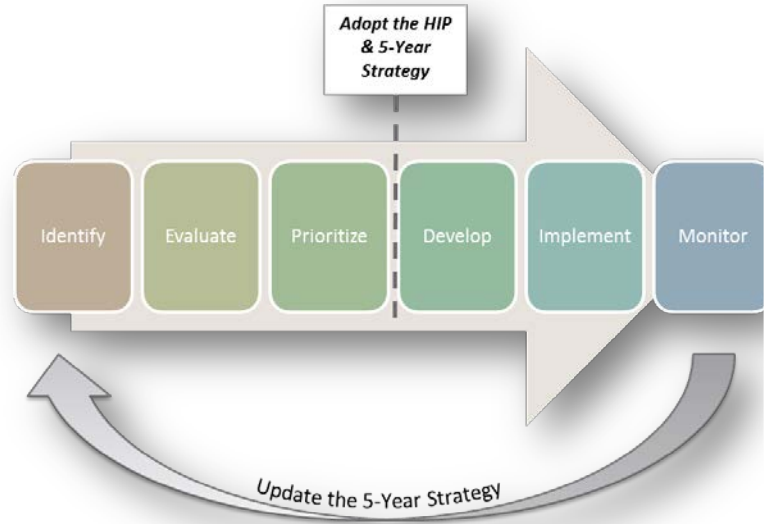 Adopt the HIP
& 5-Year
Strategy
Identify
Evaluate
Prioritize
Develop
Implement
Monitor
Update the 5-Year Strategy